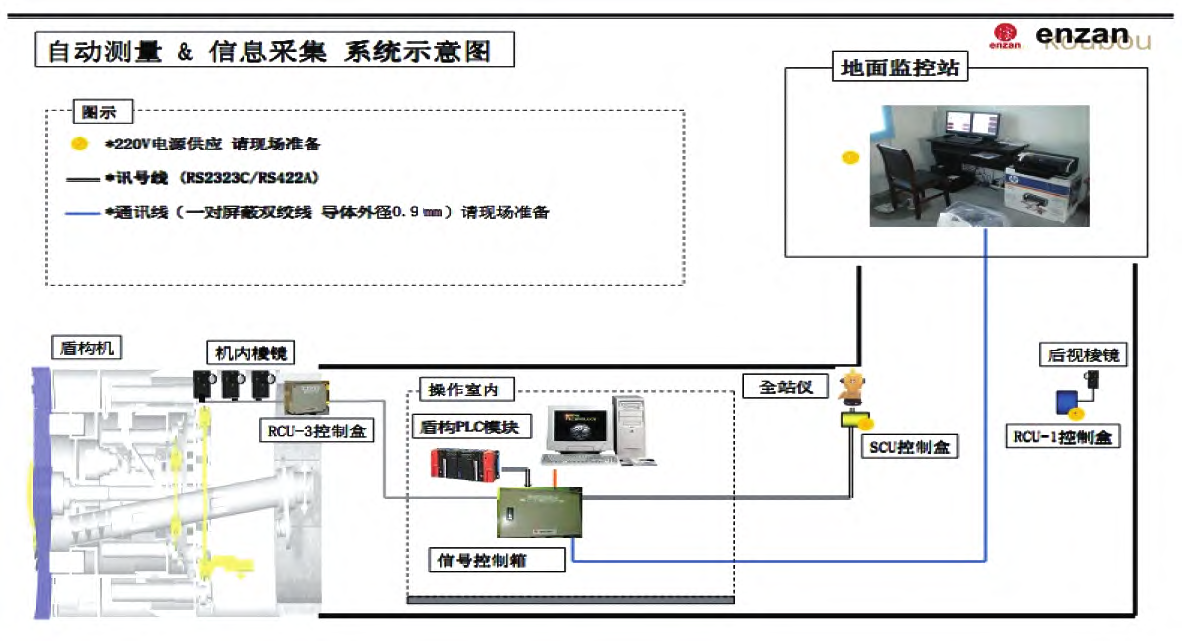 自动测量 & 信息采集 系统示意图
enzan
enzan
koubou
地面监控站
图示
*220V电源供应 请现场准备
*讯号线 (RS2323C/RS422A)
*通讯线（一对屏蔽双绞线 导体外径0.9mm）请现场准备
盾构机
机内棱镜
RCU-3控制盒
操作室内
盾构PLC模块
信号控制箱
全站仪
SCU控制盒
后视棱镜
RCU-1控制盒